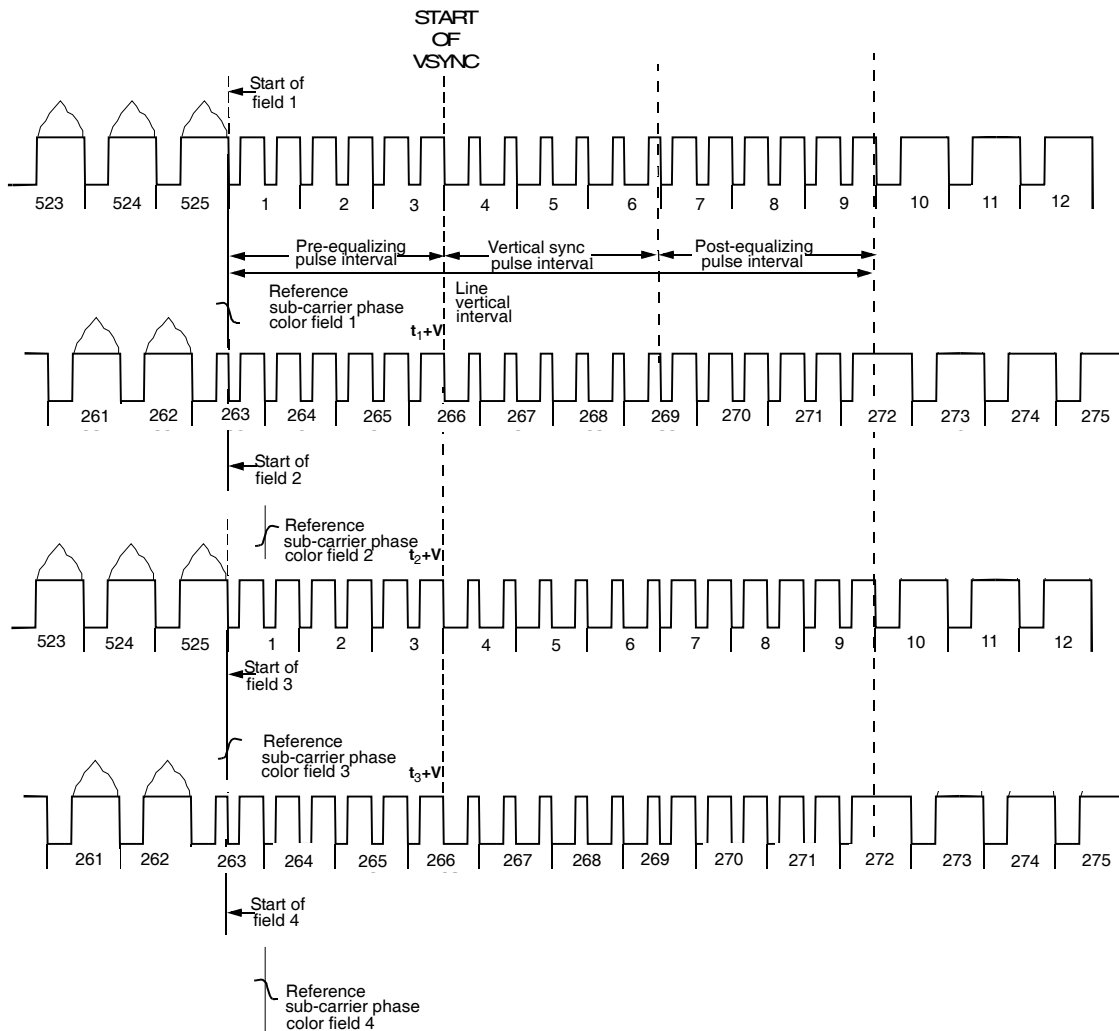 START
OF
VSYNC
Start of
field 1
523 524 525 1 2 3 4 5 6 7 8 9 10 11 12
Pre-equalizing
pulse interval
Vertical sync
pulse interval
Post-equalizing
pulse interval
Line
vertical
interval
Reference
sub-carrier phase
color field 1
t1+V
261 262 263 264 265 266 267 268 269 270 271 272 273 274 275
Start of
field 2
Reference
sub-carrier phase
color field 2
t2+V
523 524 525 1 2 3 4 5 6 7 8 9 10 11 12
Start of
field 3
Reference
sub-carrier phase
color field 3
t3+V
261 262 263 264 265 266 267 268 269 270 271 272 273 274 275
Start of
field 4
Reference
sub-carrier phase
color field 4